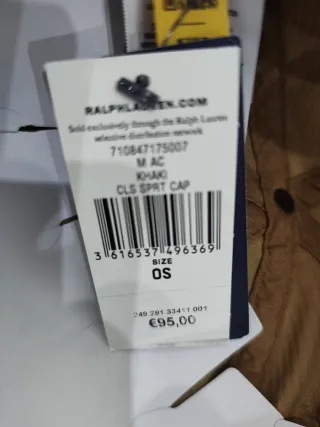 RALPHLAUREN.COM
Sold exclusively through the Ralph Lauren
selective distribution network
710847175007
M AC
KHAKI
CLS SPRT CAP
3 616537 496369
SIZE
OS
249.291.33411.001
€95,00